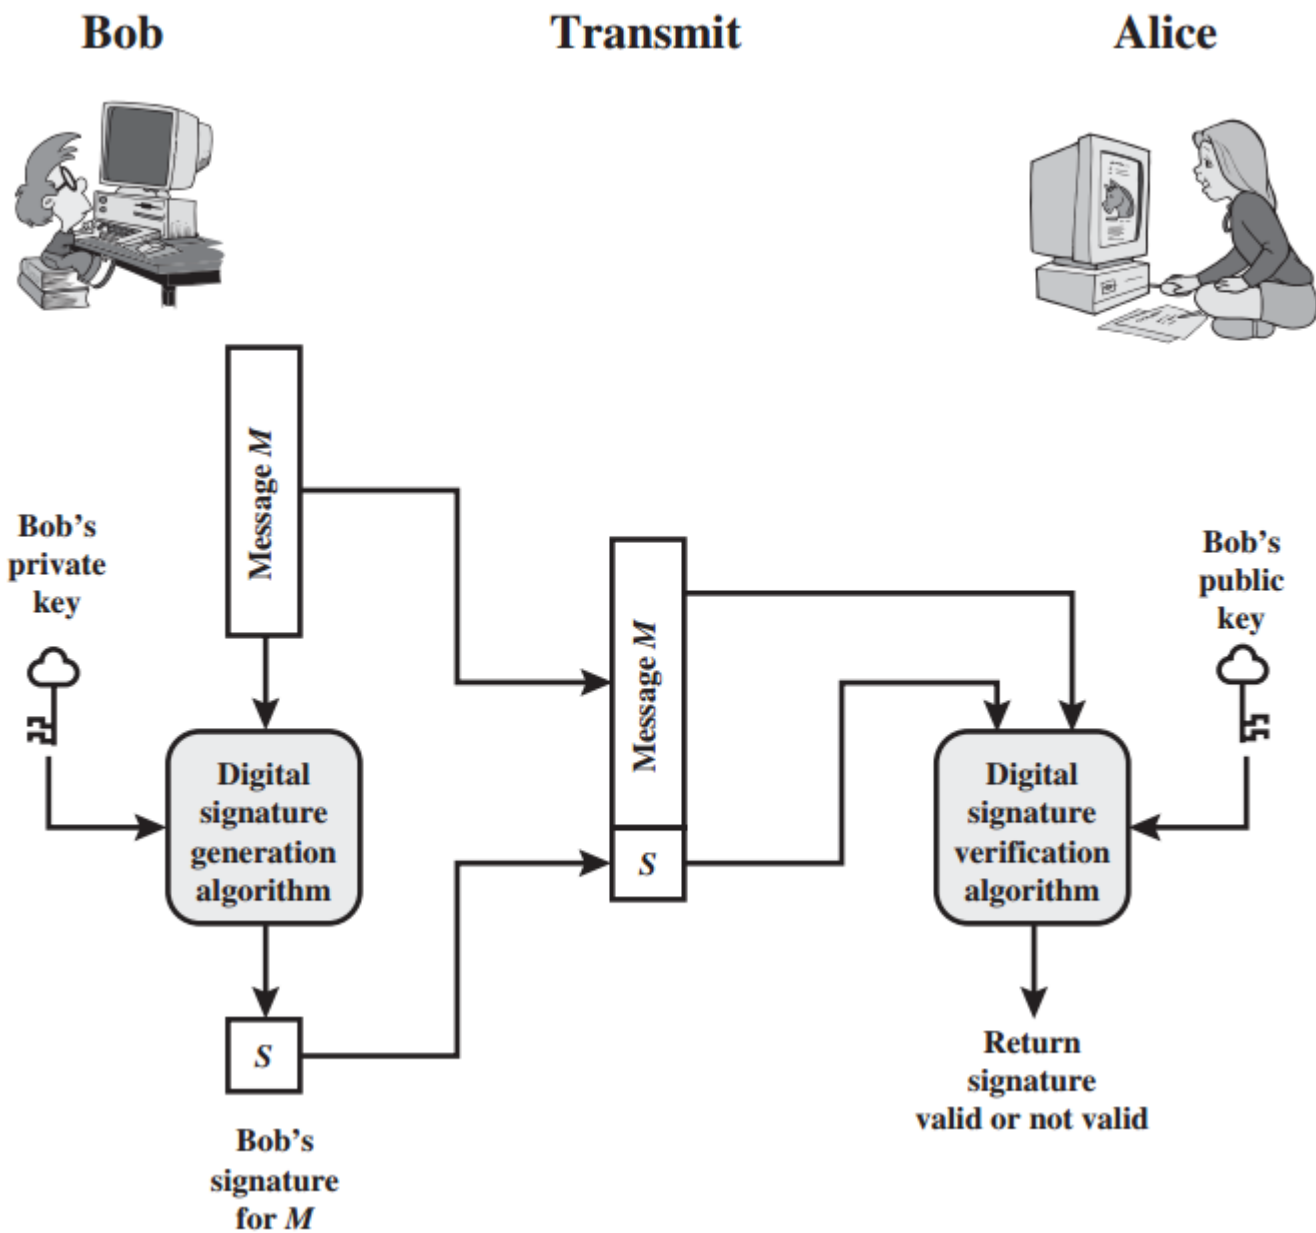 Bob
Transmit
Alice
Message M
Bob's
private
key
Digital
signature
generation
algorithm
S
Bob's
signature
for M
Message M
S
Bob's
public
key
Digital
signature
verification
algorithm
Return
signature
valid or not valid